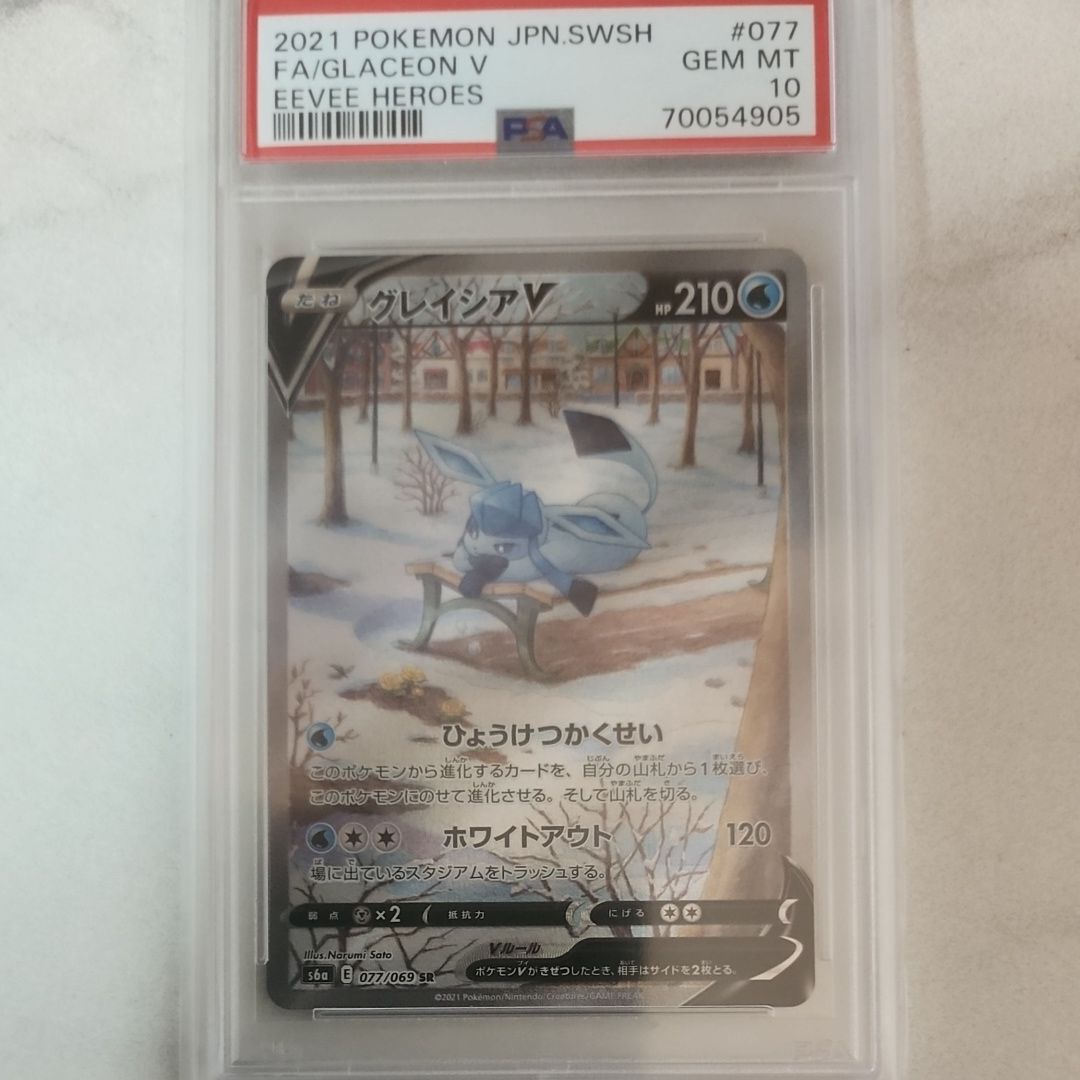 2021 POKEMON JPN.SWSH #077
FA/GLACEON V GEM MT
EEVEE HEROES 10
PSA 70054905
たね グレイシアV HP 210
ひょうけつかくせい
このポケモンから進化するカードを、自分の山札から1枚選び、
このポケモンにのせて進化させる。そして山札を切る。
ホワイトアウト 120
場に出ているスタジアムをトラッシュする。
弱点 ×2 抵抗力 にげる
Illus.Narumi Sato Vルール
s6a E 077/069 SR ポケモンVがきぜつしたとき、相手はサイドを2枚とる。
©2021 Pokémon/Nintendo/Creatures/GAME FREAK